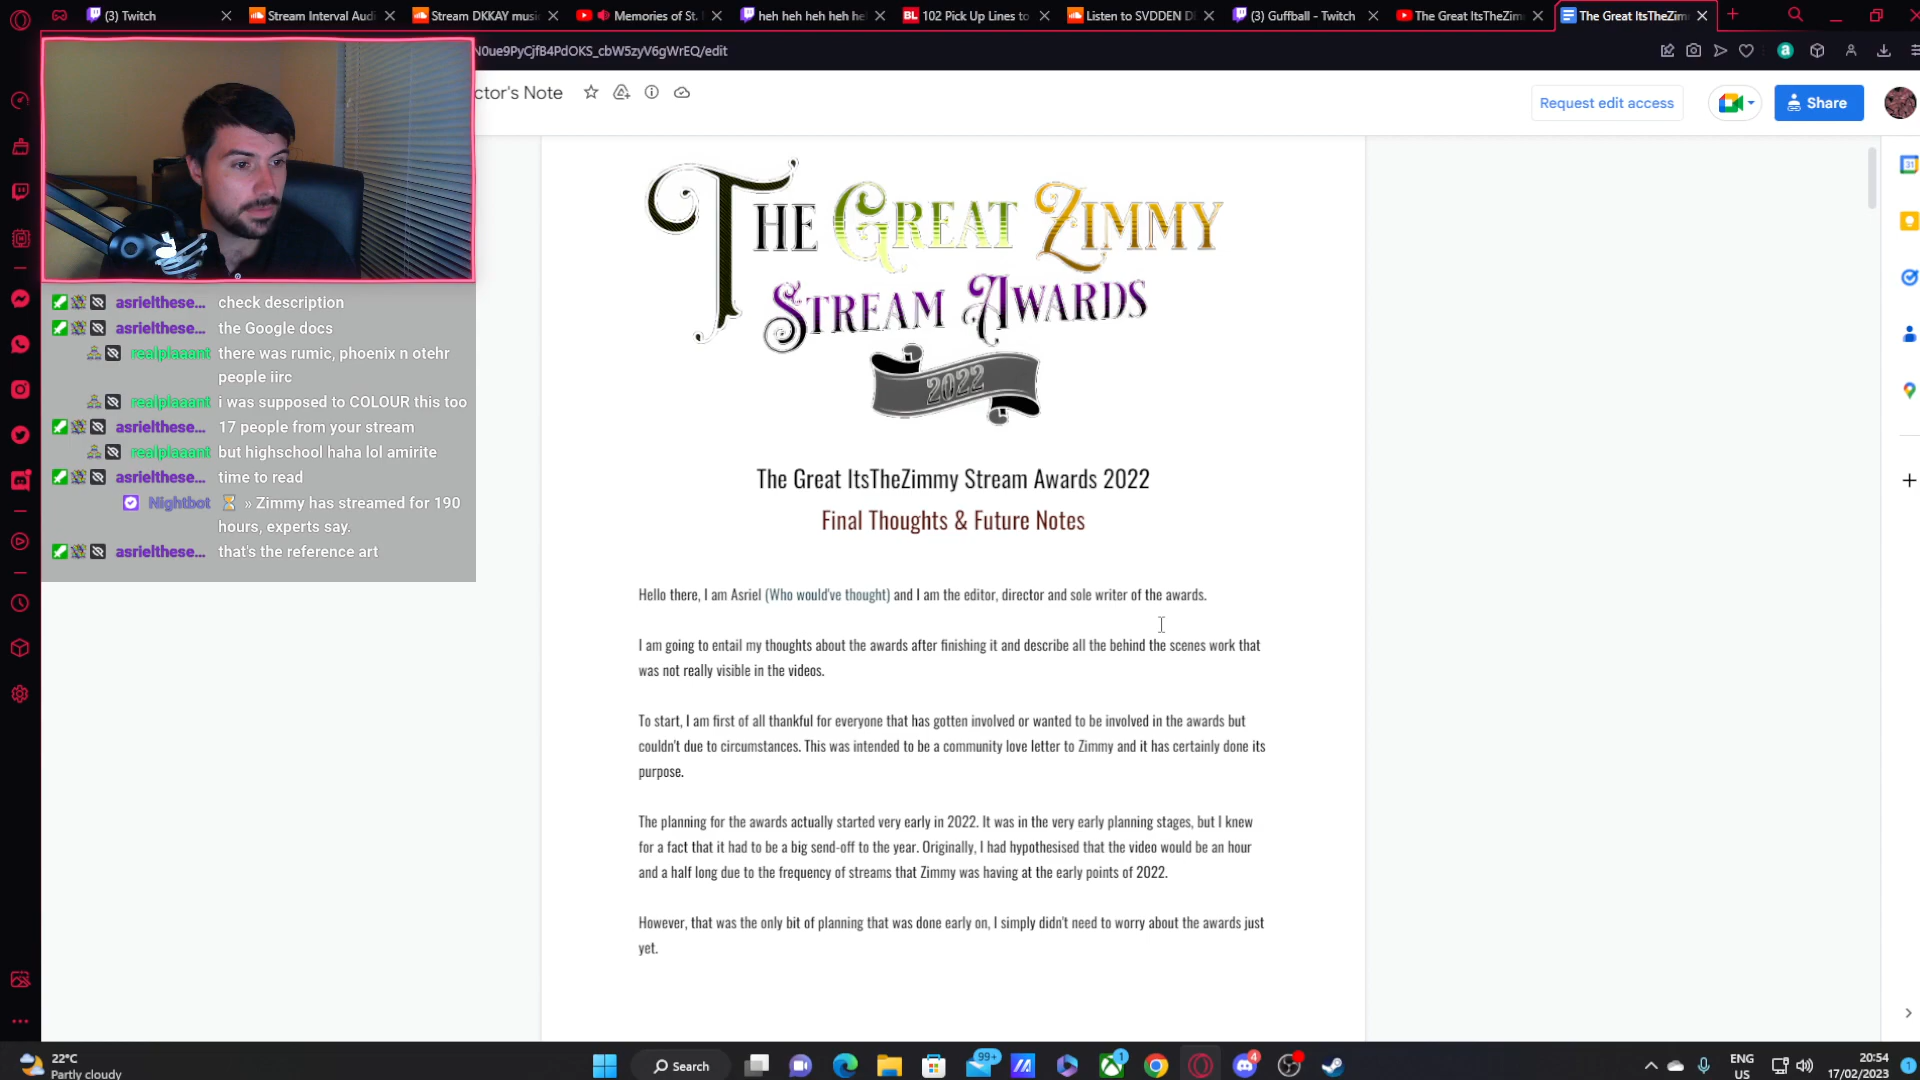 (3) Twitch
Stream Interval Audi
Stream DKKAY musi
Memories of St.
heh heh heh heh he
102 Pick Up Lines to
Listen to SVDDEN D
(3) Guffball - Twitch
The Great ItsTheZim
The Great ItsTheZim
N0ue9PyCjfB4PdOKS_cbW5zyV6gWrEQ/edit
ctor's Note
Request edit access
Share
THE GREAT ZIMMY
STREAM AWARDS
2022
The Great ItsTheZimmy Stream Awards 2022
Final Thoughts & Future Notes
Hello there, I am Asriel (Who would've thought) and I am the editor, director and sole writer of the awards.
I am going to entail my thoughts about the awards after finishing it and describe all the behind the scenes work that
was not really visible in the videos.
To start, I am first of all thankful for everyone that has gotten involved or wanted to be involved in the awards but
couldn't due to circumstances. This was intended to be a community love letter to Zimmy and it has certainly done its
purpose.
The planning for the awards actually started very early in 2022. It was in the very early planning stages, but I knew
for a fact that it had to be a big send-off to the year. Originally, I had hypothesised that the video would be an hour
and a half long due to the frequency of streams that Zimmy was having at the early points of 2022.
However, that was the only bit of planning that was done early on, I simply didn't need to worry about the awards just
yet.
asrielthese... check description
asrielthese... the Google docs
realplaaant there was rumic, phoenix n otehr
people iirc
realplaaant i was supposed to COLOUR this too
asrielthese... 17 people from your stream
realplaaant but highschool haha lol amirite
asrielthese... time to read
Nightbot ⏳ » Zimmy has streamed for 190
hours, experts say.
asrielthese... that's the reference art
22°C
Partly cloudy
Search
99+
1
4
ENG
US
20:54
17/02/2023
1
31